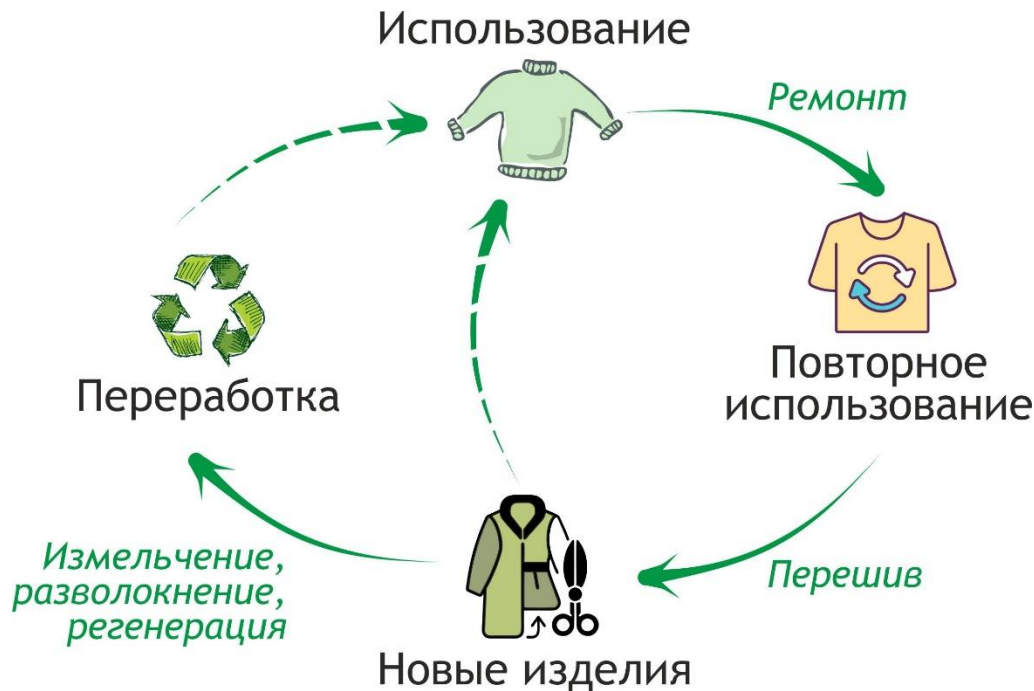 Использование
Ремонт
Повторное
использование
Переработка
Измельчение,
разволокнение,
регенерация
Перешив
Новые изделия